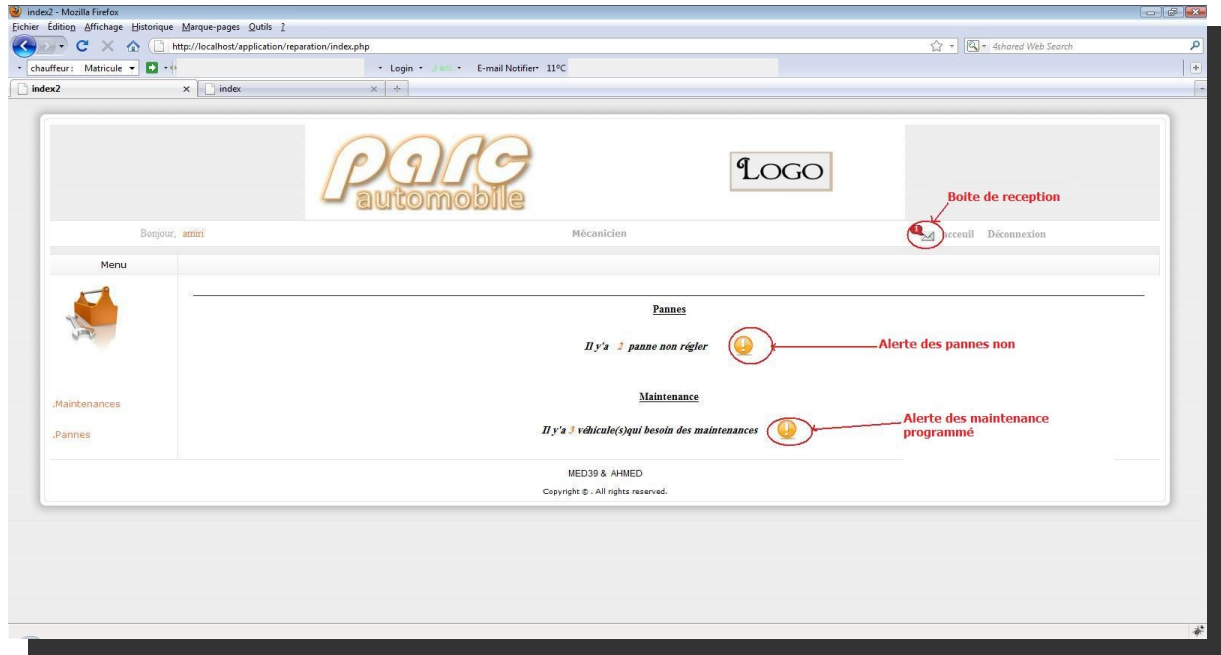 index2 - Mozilla Firefox
Eichier Édition Affichage Historique Marque-pages Outils ?
http://localhost/application/reparation/index.php
4shared Web Search
chauffeur: Matricule
Login
E-mail Notifier
11°C
index2
index
parc
automobile
LOGO
Boite de reception
Bonjour, amiri
Mécanicien
1
acceuil Déconnexion
Menu
Pannes
Il y'a 2 panne non régler
Alerte des pannes non
Maintenance
.Maintenances
Il y'a 3 véhicule(s)qui besoin des maintenances
Alerte des maintenance
programmé
.Pannes
MED39 & AHMED
Copyright © . All rights reserved.